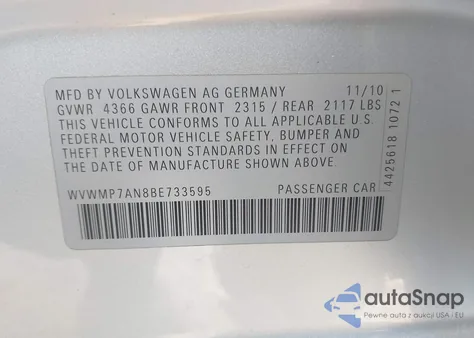 MFD BY VOLKSWAGEN AG GERMANY 11/10
GVWR 4366 GAWR FRONT 2315 / REAR 2117 LBS
THIS VEHICLE CONFORMS TO ALL APPLICABLE U.S.
FEDERAL MOTOR VEHICLE SAFETY, BUMPER AND
THEFT PREVENTION STANDARDS IN EFFECT ON THE
DATE OF MANUFACTURE SHOWN ABOVE.
WVWMP7AN8BE733595 PASSENGER CAR
4425618 1072 1
autoSnap
Pewne auta z aukcji USA i EU